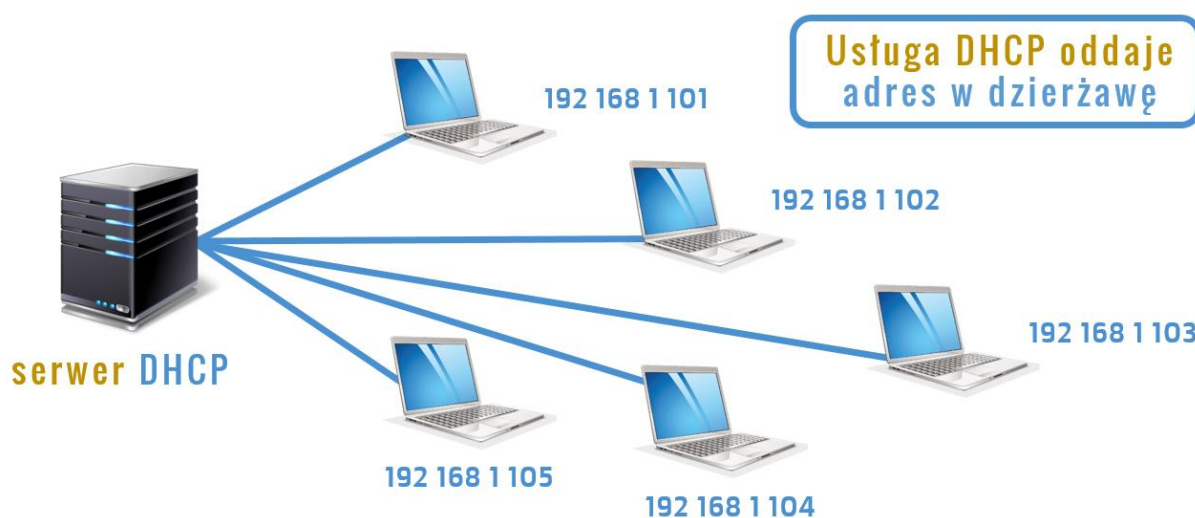 Usługa DHCP oddaje
adres w dzierżawę
192 168 1 101
192 168 1 102
192 168 1 103
serwer DHCP
192 168 1 105
192 168 1 104